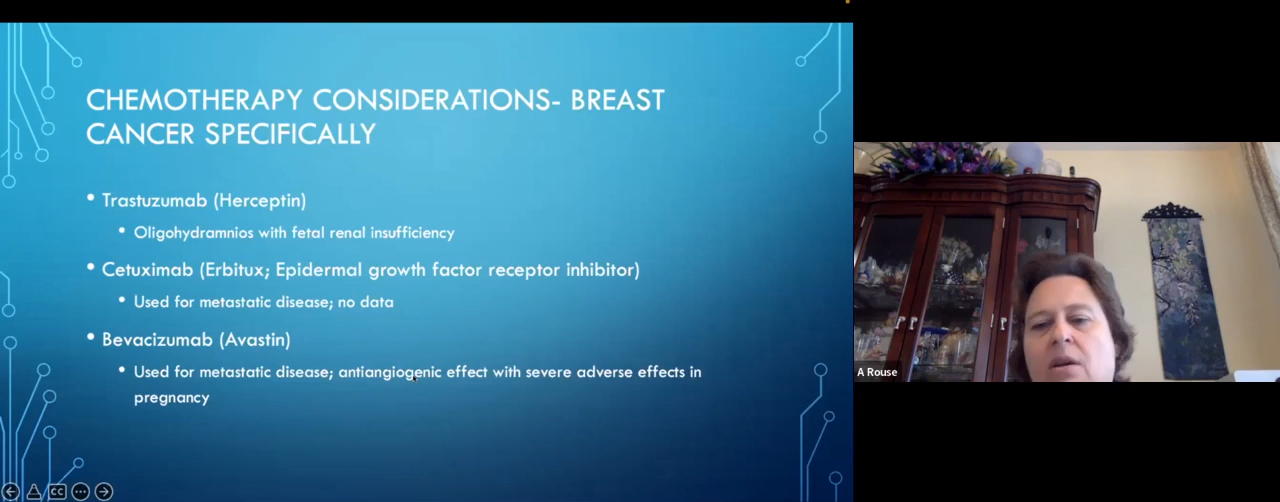 CHEMOTHERAPY CONSIDERATIONS- BREAST
CANCER SPECIFICALLY
• Trastuzumab (Herceptin)
• Oligohydramnios with fetal renal insufficiency
• Cetuximab (Erbitux; Epidermal growth factor receptor inhibitor)
• Used for metastatic disease; no data
• Bevacizumab (Avastin)
• Used for metastatic disease; antiangiogenic effect with severe adverse effects in
pregnancy
A Rouse
CC